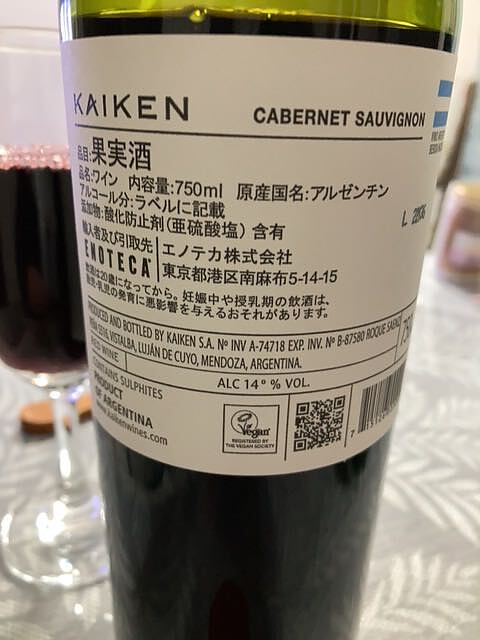 KAIKEN
CABERNET SAUVIGNON
品目:果実酒
品名:ワイン 内容量:750ml 原産国名:アルゼンチン
アルコール分:ラベルに記載
添加物:酸化防止剤(亜硫酸塩)含有
輸入者及び引取先
ENOTECA
エノテカ株式会社
東京都港区南麻布5-14-15
飲酒は20歳になってから。妊娠中や授乳期の飲酒は、
胎児・乳児の発育に悪影響を与えるおそれがあります。
PRODUCED AND BOTTLED BY KAIKEN S.A. Nº INV A-74718 EXP. INV. Nº B-87580 ROQUE SAENZ
PEÑA 5516, VISTALBA, LUJÁN DE CUYO, MENDOZA, ARGENTINA.
RED WINE
ALC 14° % VOL.
CONTAINS SULPHITES
PRODUCT
OF ARGENTINA
www.kaikenwines.com
Vegan
REGISTERED BY
THE VEGAN SOCIETY